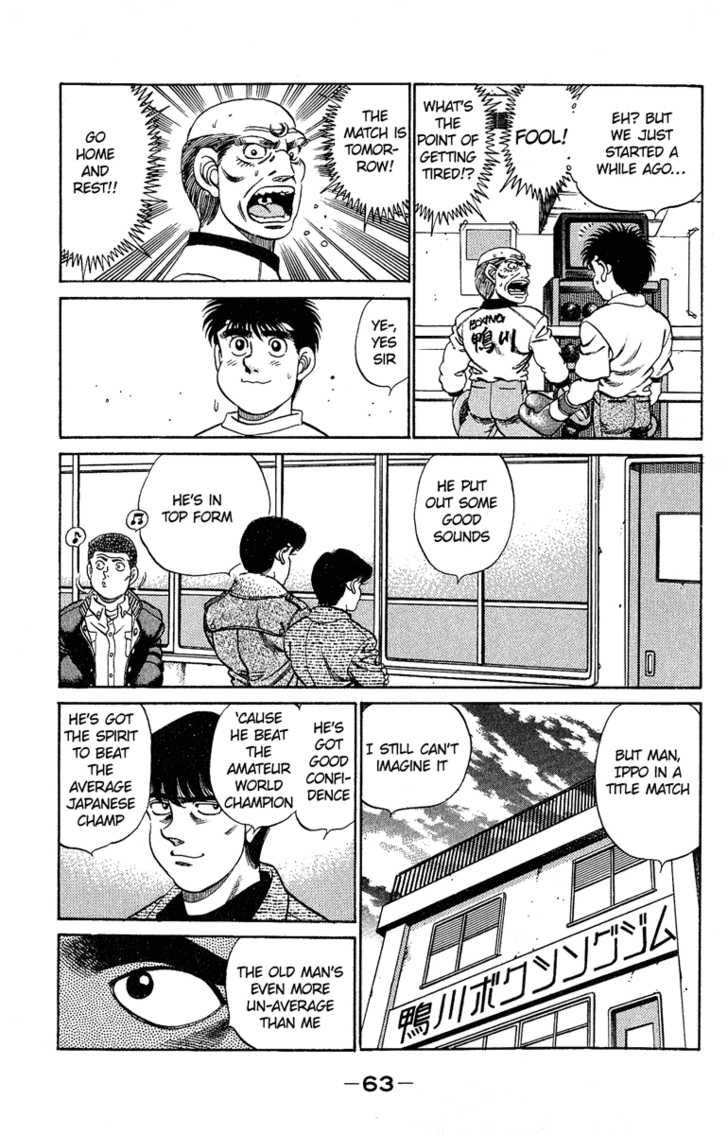 EH? BUT
WE JUST
STARTED A
WHILE AGO...
FOOL!
WHAT'S
THE
POINT OF
GETTING
TIRED!?
BOXING
鴨川
THE
MATCH IS
TOMOR-
ROW!
GO
HOME
AND
REST!!
YE-,
YES
SIR
HE PUT
OUT SOME
GOOD
SOUNDS
HE'S IN
TOP FORM
BUT MAN,
IPPO IN A
TITLE MATCH
I STILL CAN'T
IMAGINE IT
鴨川ボクシングジム
HE'S
GOT
GOOD
CONFI-
DENCE
'CAUSE
HE BEAT
THE
AMATEUR
WORLD
CHAMPION
HE'S GOT
THE SPIRIT
TO BEAT
THE
AVERAGE
JAPANESE
CHAMP
THE OLD MAN'S
EVEN MORE
UN-AVERAGE
THAN ME
—63—